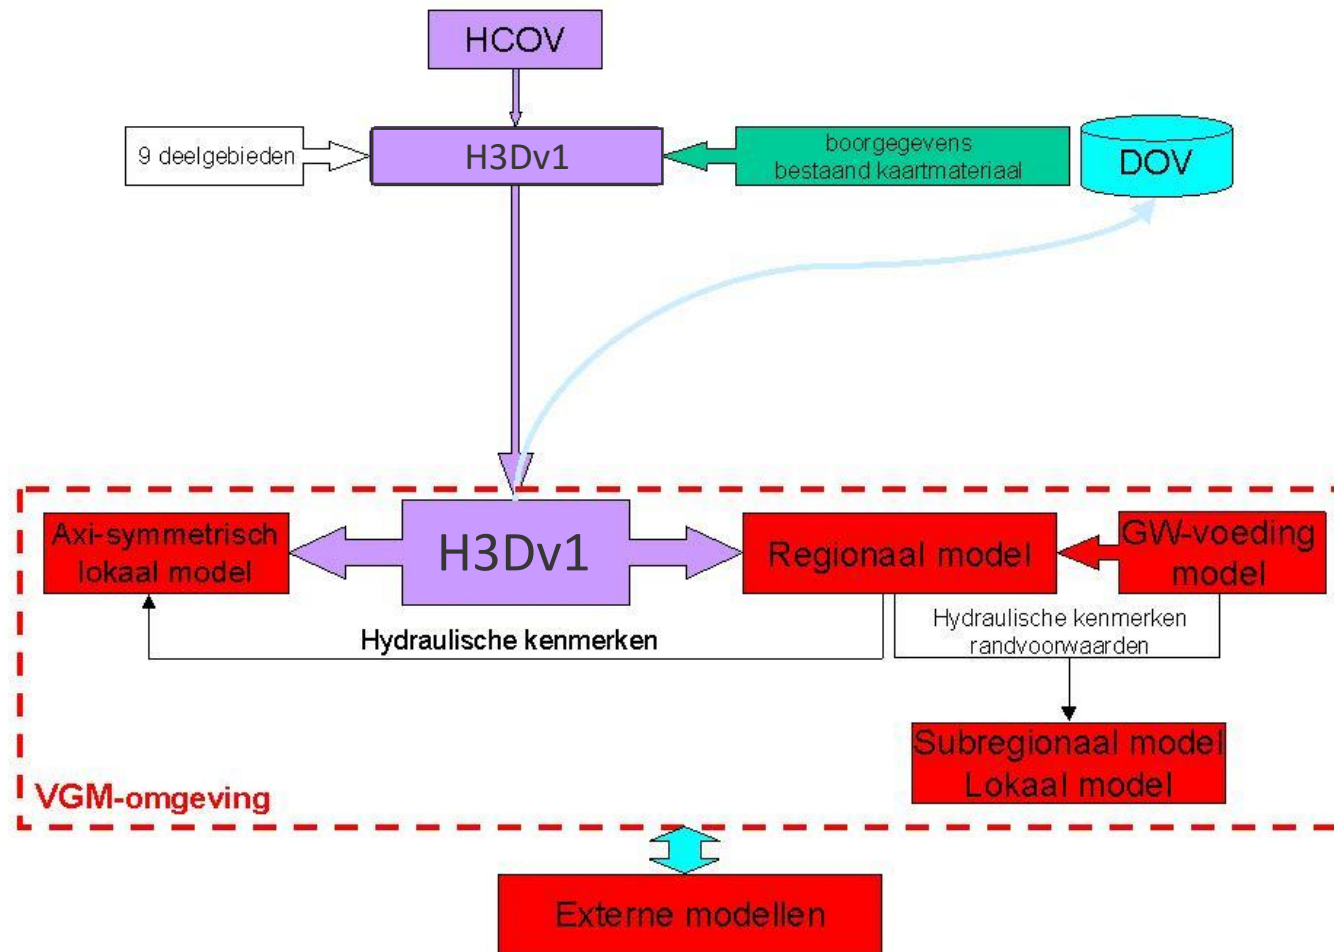 HCOV
9 deelgebieden
H3Dv1
boorgegevens
bestaand kaartmateriaal
DOV
Axi-symmetrisch
lokaal model
H3Dv1
Regionaal model
GW-voeding
model
Hydraulische kenmerken
Hydraulische kenmerken
randvoorwaarden
Subregionaal model
Lokaal model
VGM-omgeving
Externe modellen